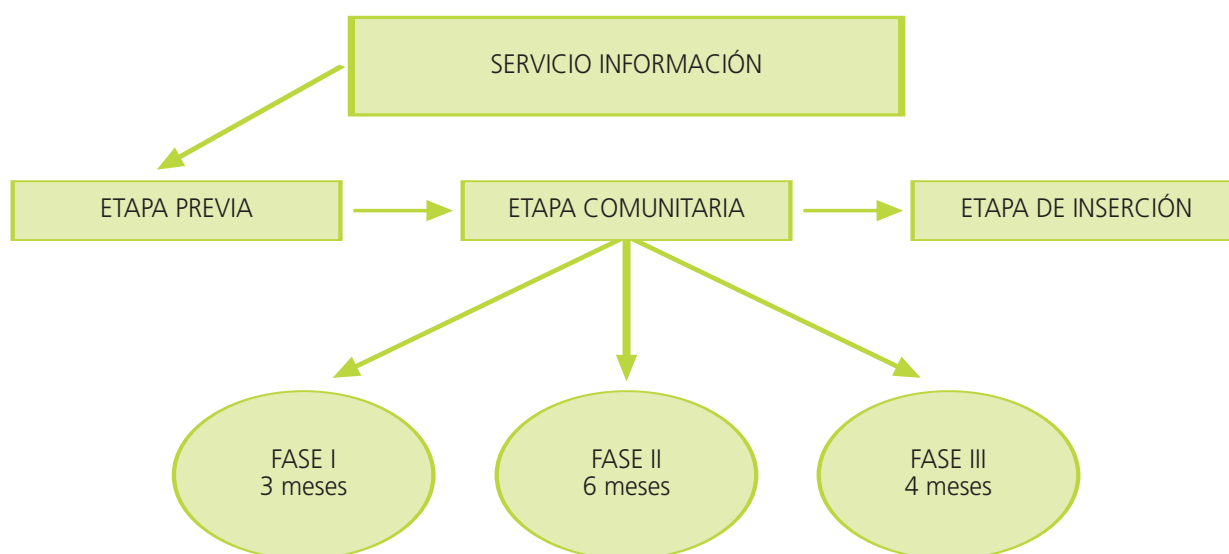 SERVICIO INFORMACIÓN
ETAPA PREVIA
ETAPA COMUNITARIA
ETAPA DE INSERCIÓN
FASE I
3 meses
FASE II
6 meses
FASE III
4 meses